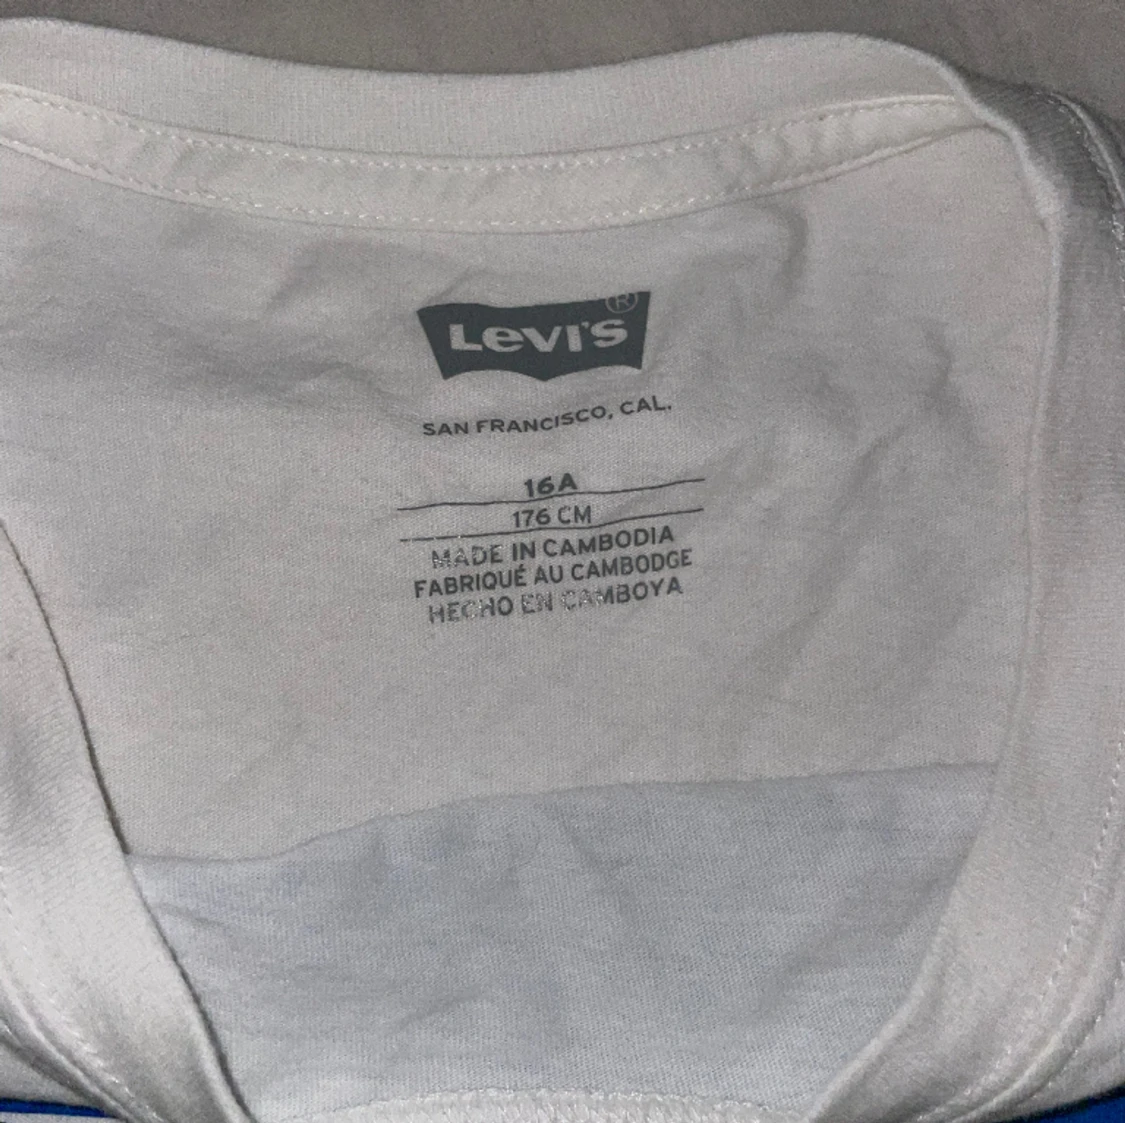 Levi's®
SAN FRANCISCO, CAL.
16A
176 CM
MADE IN CAMBODIA
FABRIQUÉ AU CAMBODGE
HECHO EN CAMBOYA